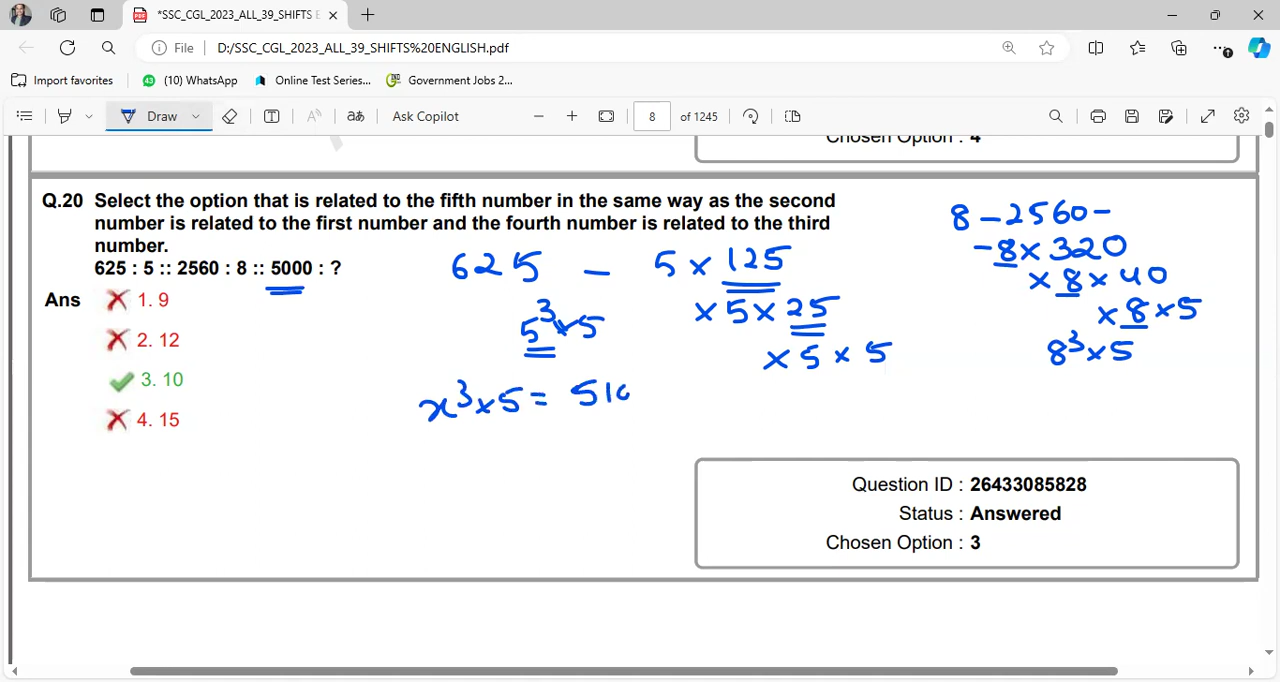 *SSC_CGL_2023_ALL_39_SHIFTS E
File D:/SSC_CGL_2023_ALL_39_SHIFTS%20ENGLISH.pdf
Import favorites (10) WhatsApp Online Test Series... Government Jobs 2...
Draw aあ Ask Copilot 8 of 1245
Chosen Option : 4
Q.20 Select the option that is related to the fifth number in the same way as the second
number is related to the first number and the fourth number is related to the third
number.
625 : 5 :: 2560 : 8 :: 5000 : ?
Ans 1. 9
2. 12
3. 10
4. 15
625 – 5 × 125
× 5 × 25
× 5 × 5
5³ × 5
x³ × 5 =
8 – 2560 –
– 8 × 320
× 8 × 40
× 8 × 5
8³ × 5
Question ID : 26433085828
Status : Answered
Chosen Option : 3